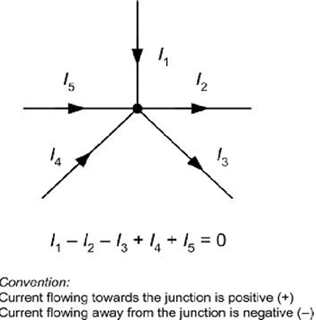 I₁
I₅ I₂
I₄ I₃
I₁ – I₂ – I₃ + I₄ + I₅ = 0
Convention:
Current flowing towards the junction is positive (+)
Current flowing away from the junction is negative (–)